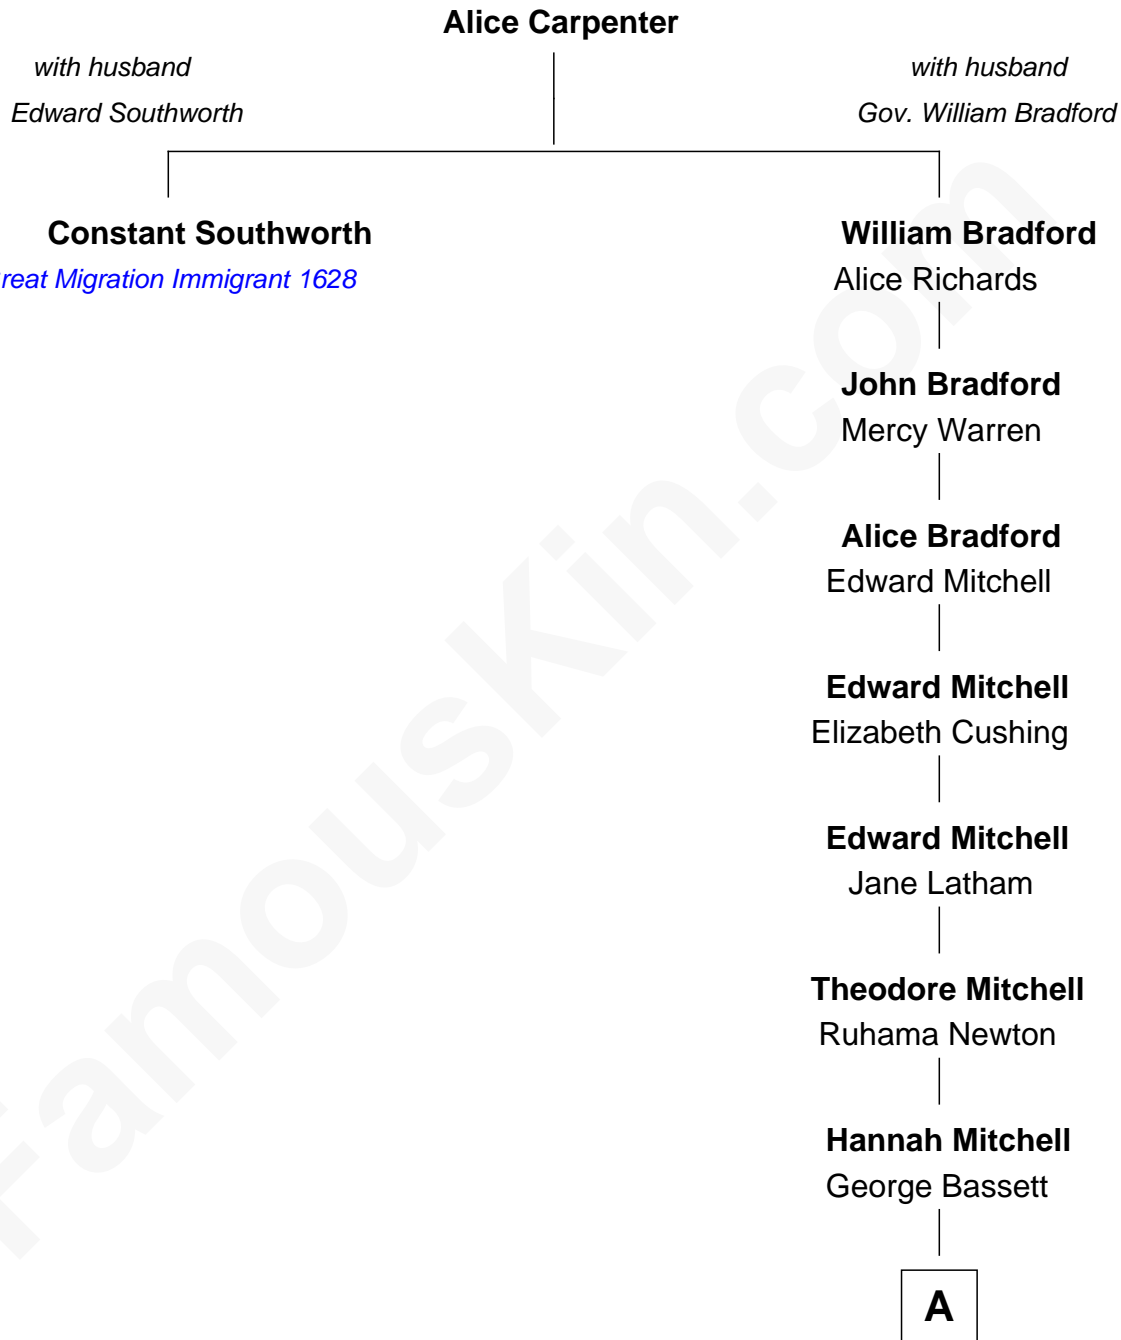 Alice Carpenter
with husband
Edward Southworth
with husband
Gov. William Bradford
Constant Southworth
reat Migration Immigrant 1628
William Bradford
Alice Richards
John Bradford
Mercy Warren
Alice Bradford
Edward Mitchell
Edward Mitchell
Elizabeth Cushing
Edward Mitchell
Jane Latham
Theodore Mitchell
Ruhama Newton
Hannah Mitchell
George Bassett
A
FamousKin.com